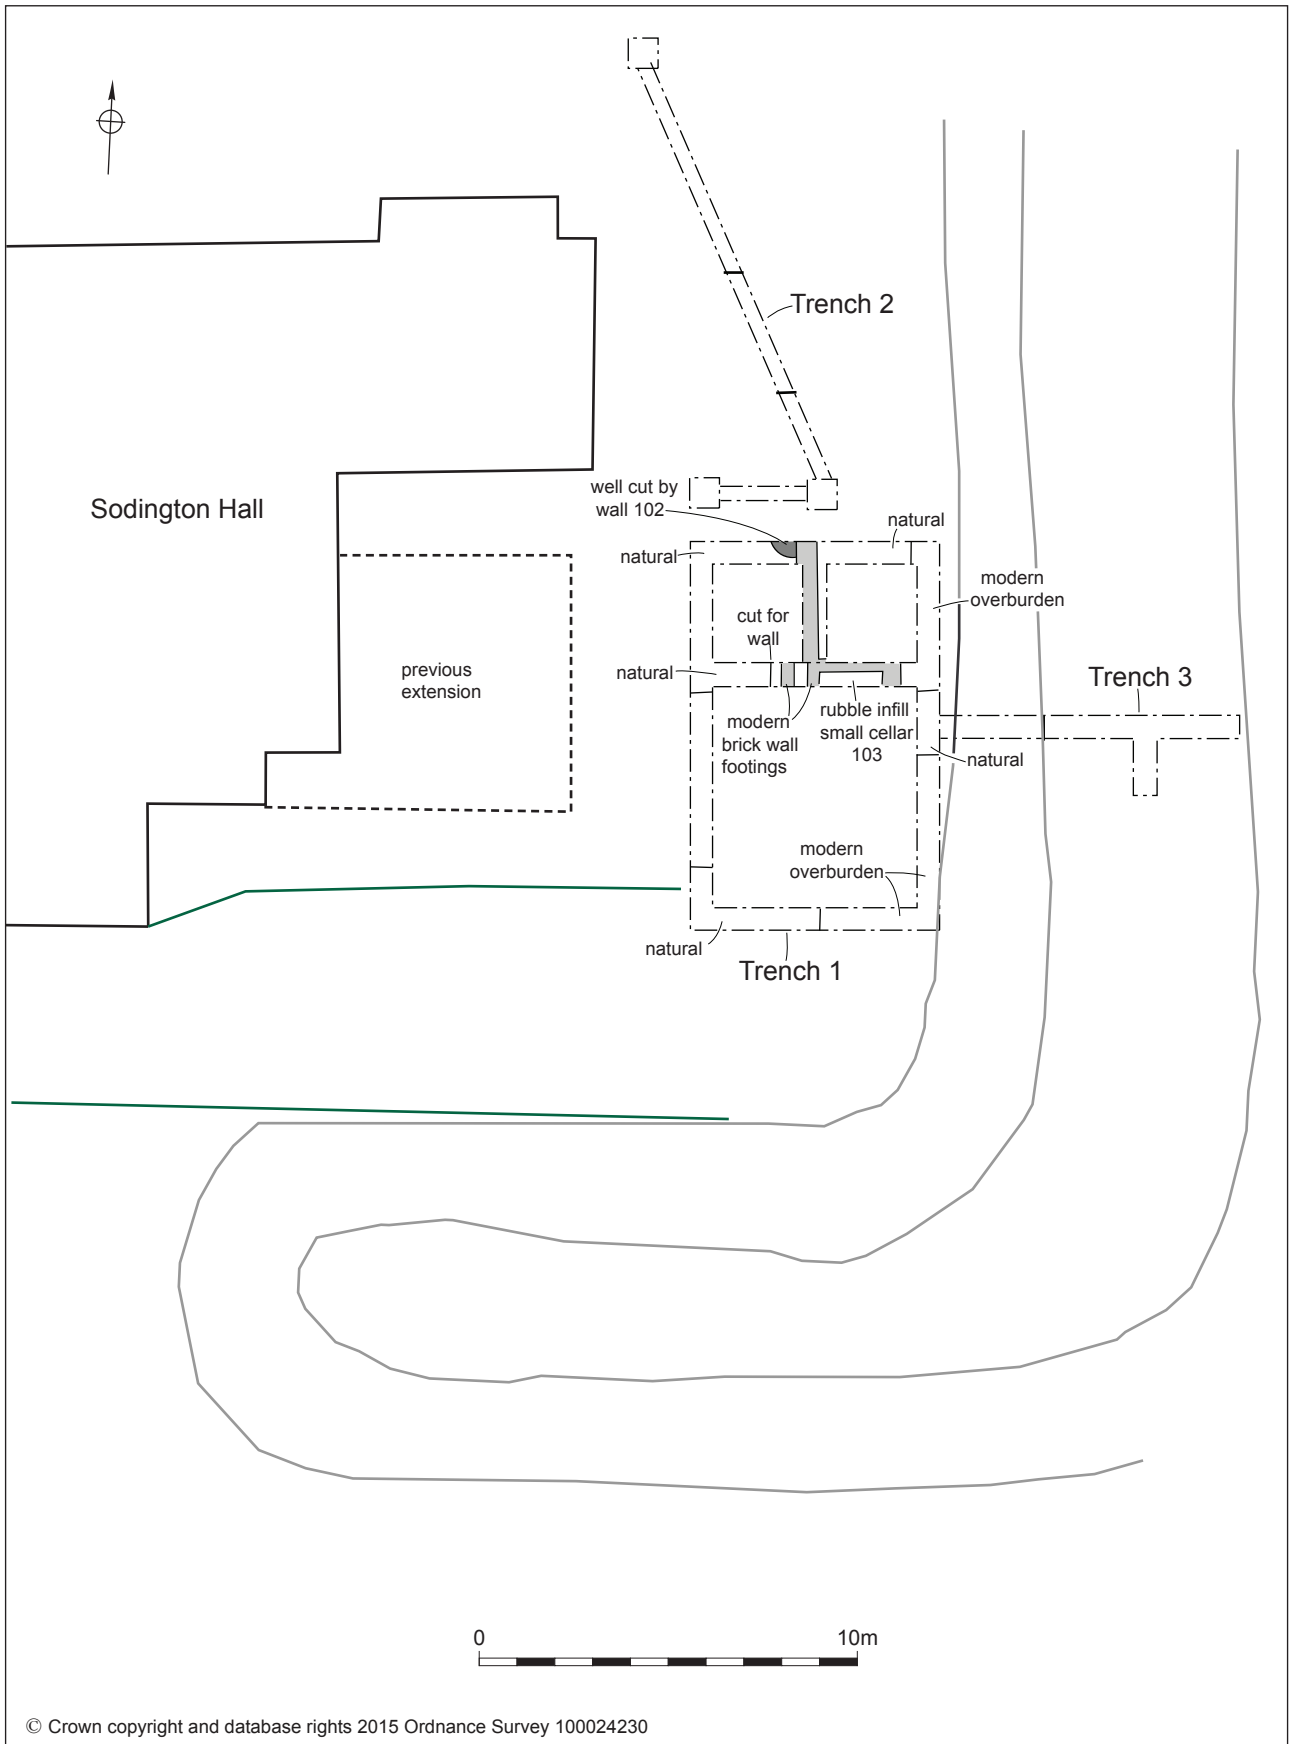 Trench 2
Sodington Hall
well cut by
wall 102
natural
natural
modern
overburden
cut for
wall
previous
extension
natural
Trench 3
modern
brick wall
footings
rubble infill
small cellar
103
natural
modern
overburden
natural
Trench 1
0
10m
© Crown copyright and database rights 2015 Ordnance Survey 100024230